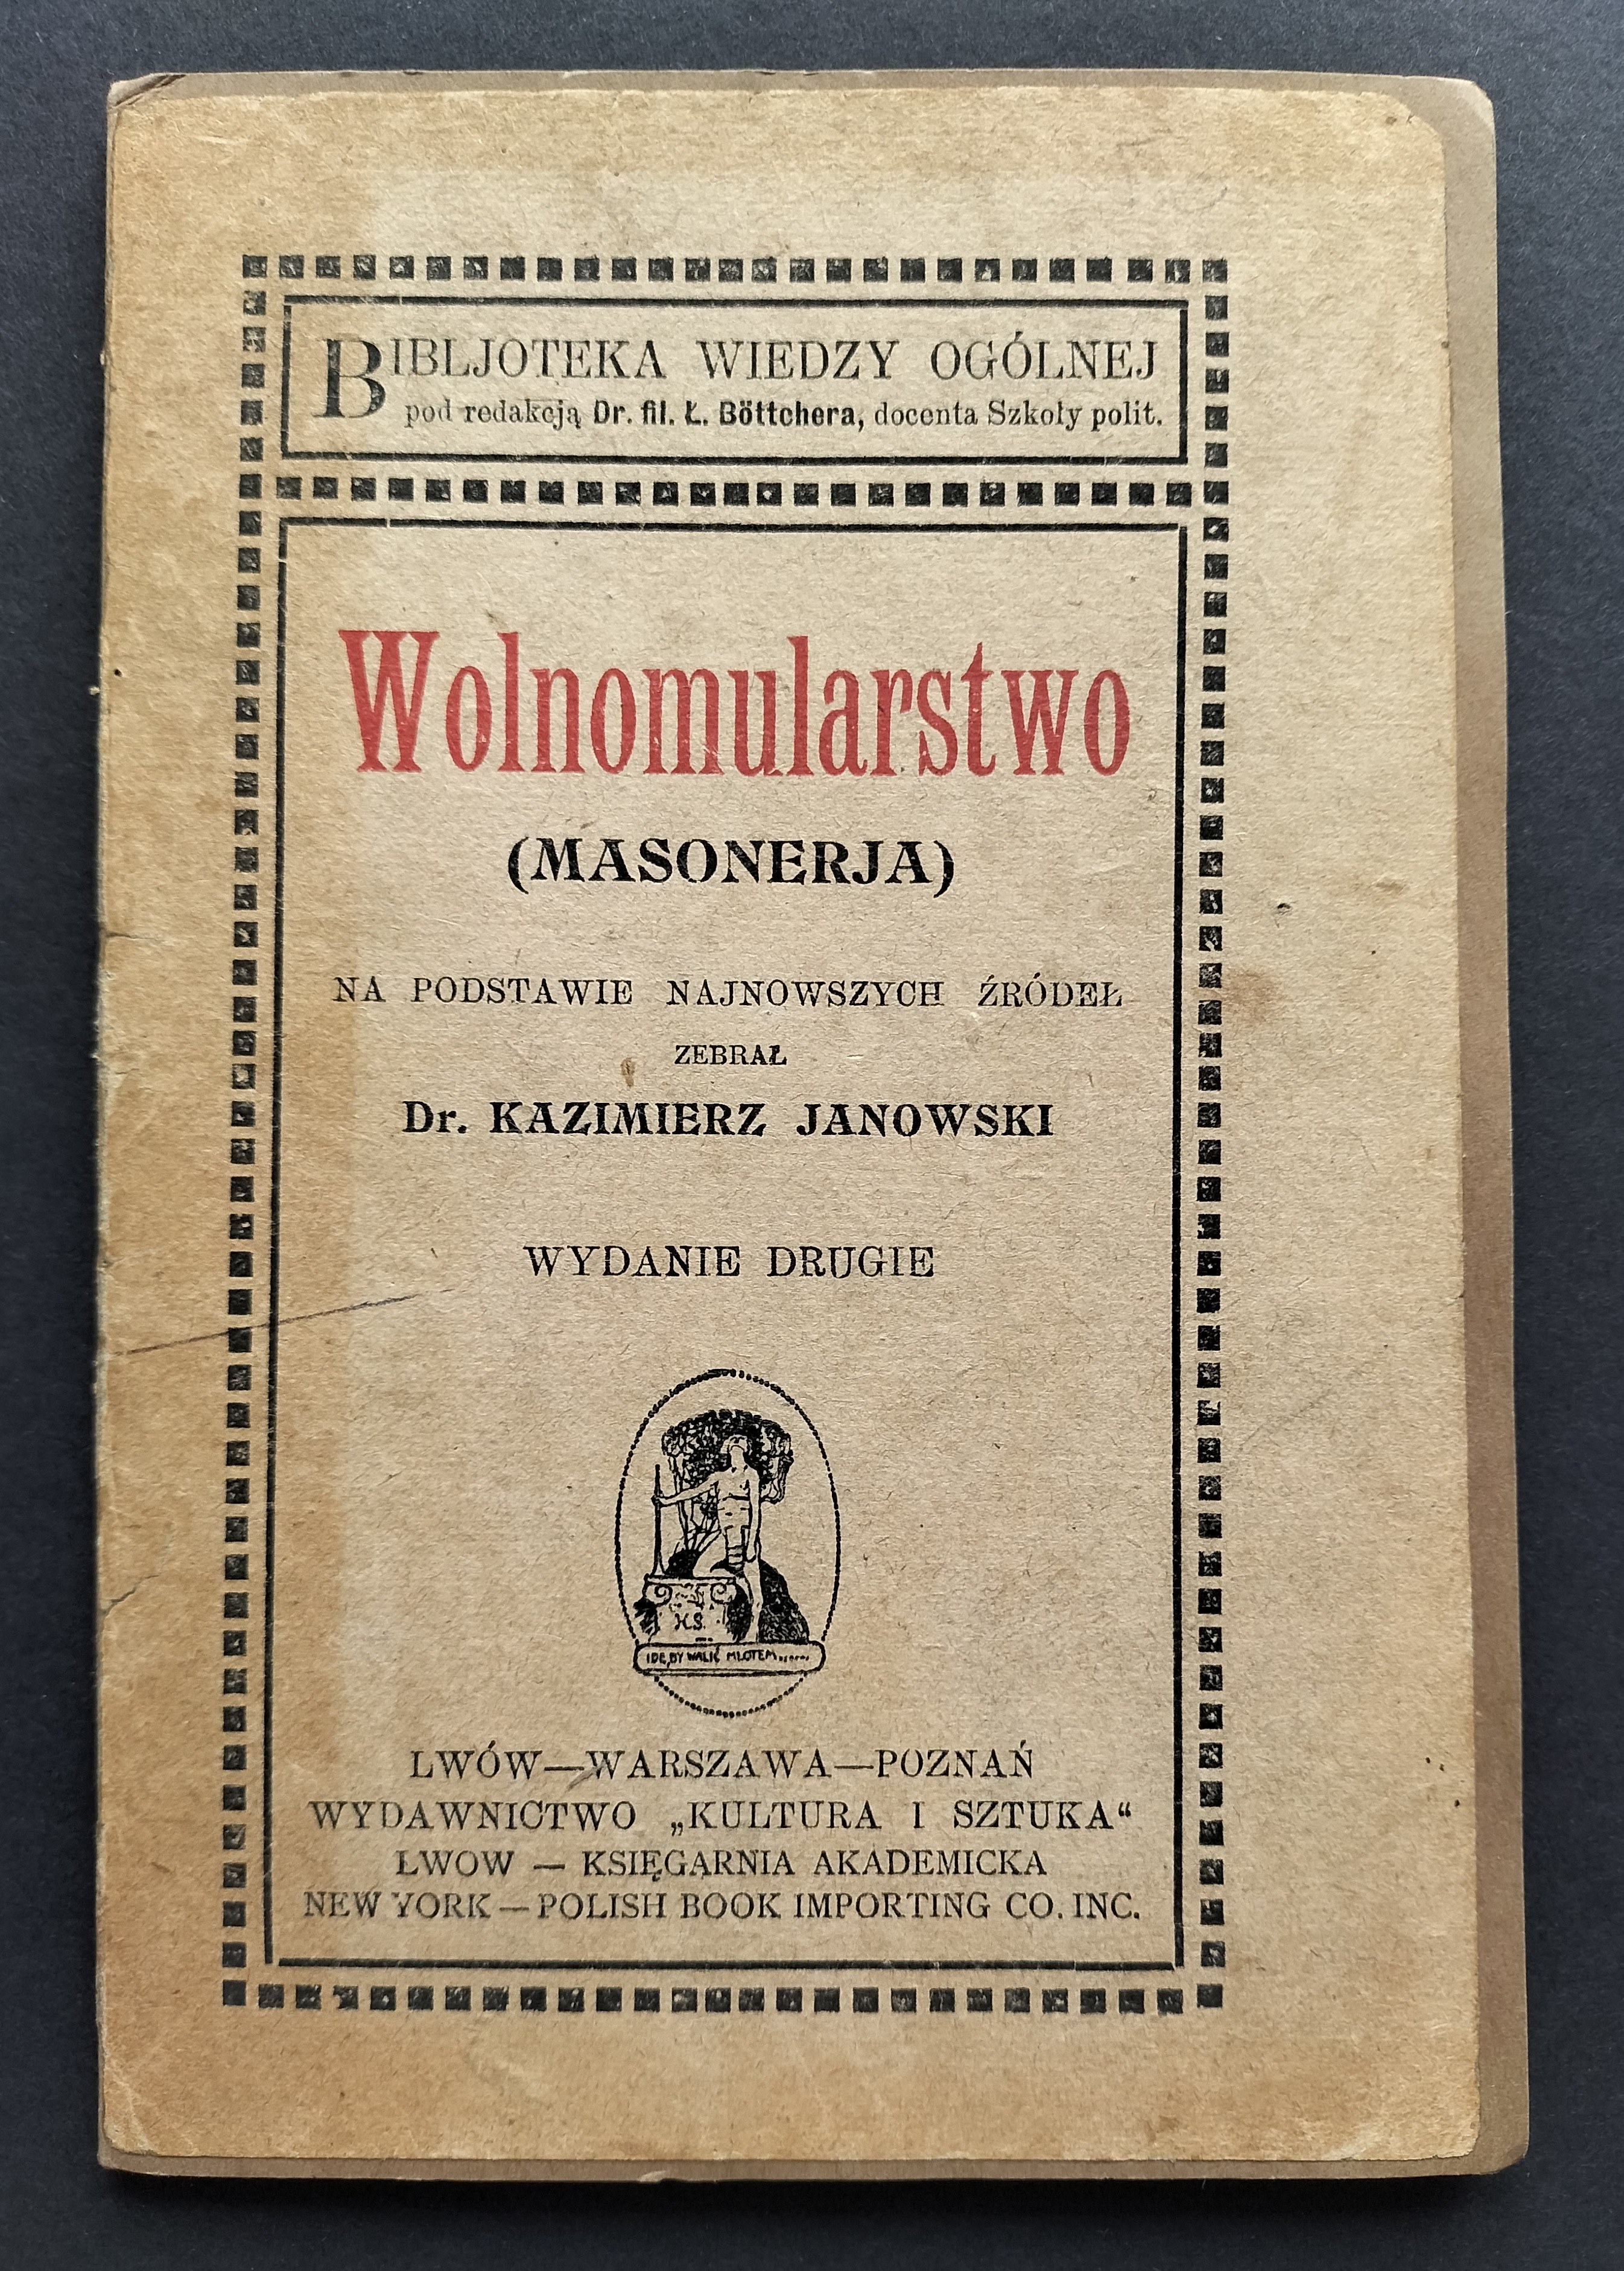 BIBLJOTEKA WIEDZY OGÓLNEJ
pod redakcją Dr. fil. Ł. Böttchera, docenta Szkoły polit.
Wolnomularstwo
(MASONERJA)
NA PODSTAWIE NAJNOWSZYCH ŹRÓDEŁ
ZEBRAŁ
Dr. KAZIMIERZ JANOWSKI
WYDANIE DRUGIE
K.S.
IDĘ, BY WALIĆ MŁOTEM......
LWÓW—WARSZAWA—POZNAŃ
WYDAWNICTWO „KULTURA I SZTUKA“
LWOW — KSIĘGARNIA AKADEMICKA
NEW YORK — POLISH BOOK IMPORTING CO. INC.